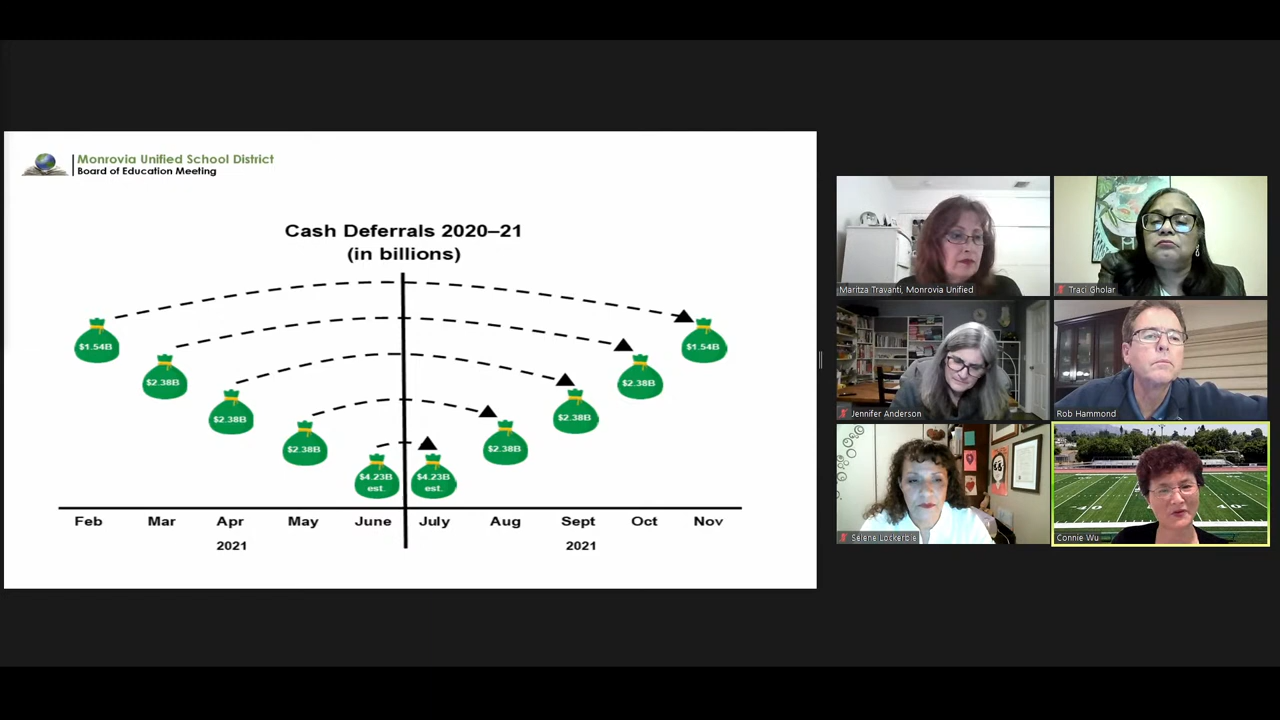 Monrovia Unified School District
Board of Education Meeting
Cash Deferrals 2020–21
(in billions)
$1.54B
$2.38B
$2.38B
$2.38B
$4.23B
est.
$4.23B
est.
$2.38B
$2.38B
$2.38B
$1.54B
Feb Mar Apr May June July Aug Sept Oct Nov
2021 2021
Maritza Travanti, Monrovia Unified
Traci Gholar
Jennifer Anderson
Rob Hammond
Selene Lockerbie
Connie Wu